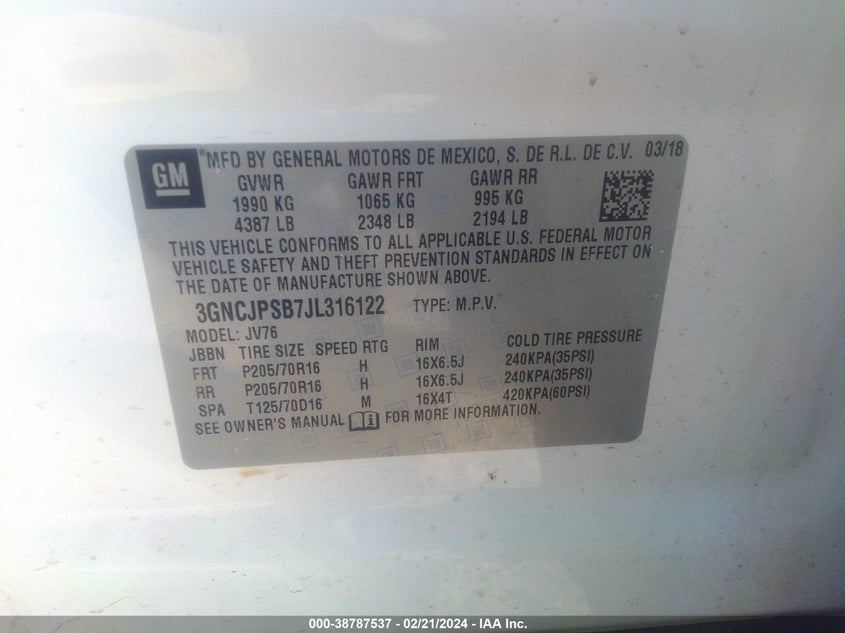 GM ® MFD BY GENERAL MOTORS DE MEXICO, S. DE R.L. DE C.V. 03/18
GVWR GAWR FRT GAWR RR
1990 KG 1065 KG 995 KG
4387 LB 2348 LB 2194 LB
THIS VEHICLE CONFORMS TO ALL APPLICABLE U.S. FEDERAL MOTOR
VEHICLE SAFETY AND THEFT PREVENTION STANDARDS IN EFFECT ON
THE DATE OF MANUFACTURE SHOWN ABOVE.
3GNCJPSB7JL316122 TYPE: M.P.V.
MODEL: JV76
JBBN TIRE SIZE SPEED RTG RIM COLD TIRE PRESSURE
FRT P205/70R16 H 16X6.5J 240KPA(35PSI)
RR P205/70R16 H 16X6.5J 240KPA(35PSI)
SPA T125/70D16 M 16X4T 420KPA(60PSI)
SEE OWNER'S MANUAL FOR MORE INFORMATION.
000-38787537 - 02/21/2024 - IAA Inc.